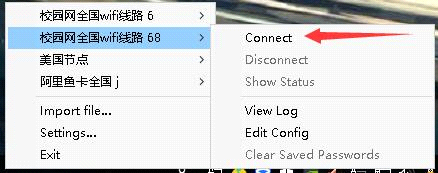 校园网全国wifi线路 6
校园网全国wifi线路 68
美国节点
阿里鱼卡全国 j
Import file...
Settings...
Exit
Connect
Disconnect
Show Status
View Log
Edit Config
Clear Saved Passwords